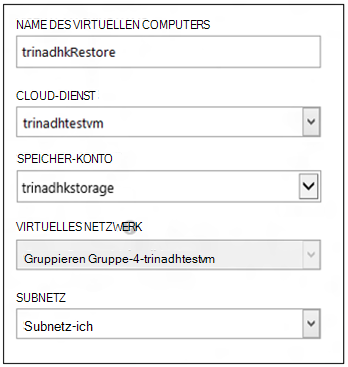 NAME DES VIRTUELLEN COMPUTERS
trinadhkRestore
CLOUD-DIENST
trinadhtestvm
SPEICHER-KONTO
trinadhkstorage
VIRTUELLES NETZWERK
Gruppieren Gruppe-4-trinadhtestvm
SUBNETZ
Subnetz-ich